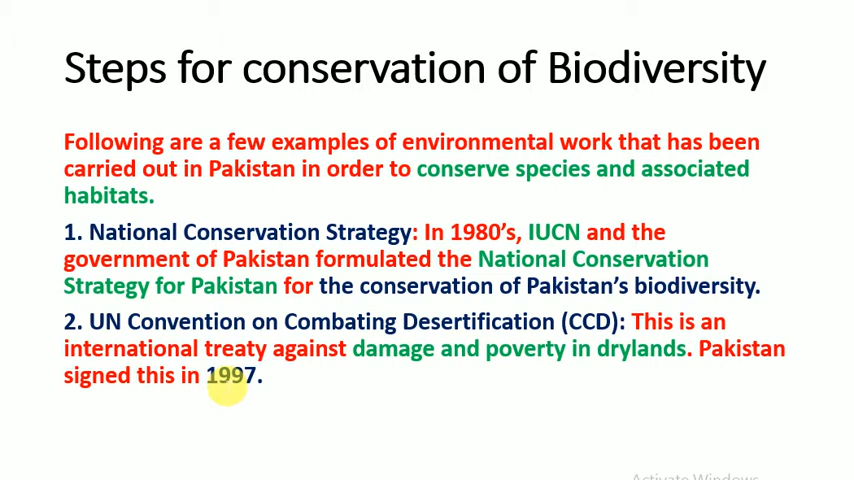 Steps for conservation of Biodiversity
Following are a few examples of environmental work that has been
carried out in Pakistan in order to conserve species and associated
habitats.
1. National Conservation Strategy: In 1980's, IUCN and the
government of Pakistan formulated the National Conservation
Strategy for Pakistan for the conservation of Pakistan's biodiversity.
2. UN Convention on Combating Desertification (CCD): This is an
international treaty against damage and poverty in drylands. Pakistan
signed this in 1997.
Activate Windows